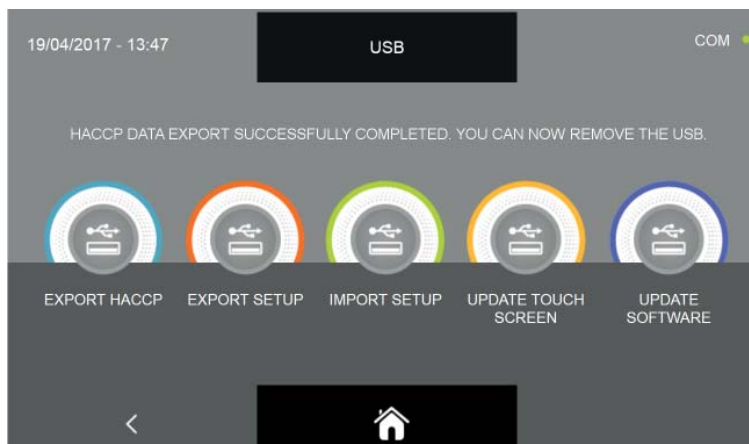 19/04/2017 - 13:47
USB
COM
HACCP DATA EXPORT SUCCESSFULLY COMPLETED. YOU CAN NOW REMOVE THE USB.
EXPORT HACCP
EXPORT SETUP
IMPORT SETUP
UPDATE TOUCH
SCREEN
UPDATE
SOFTWARE